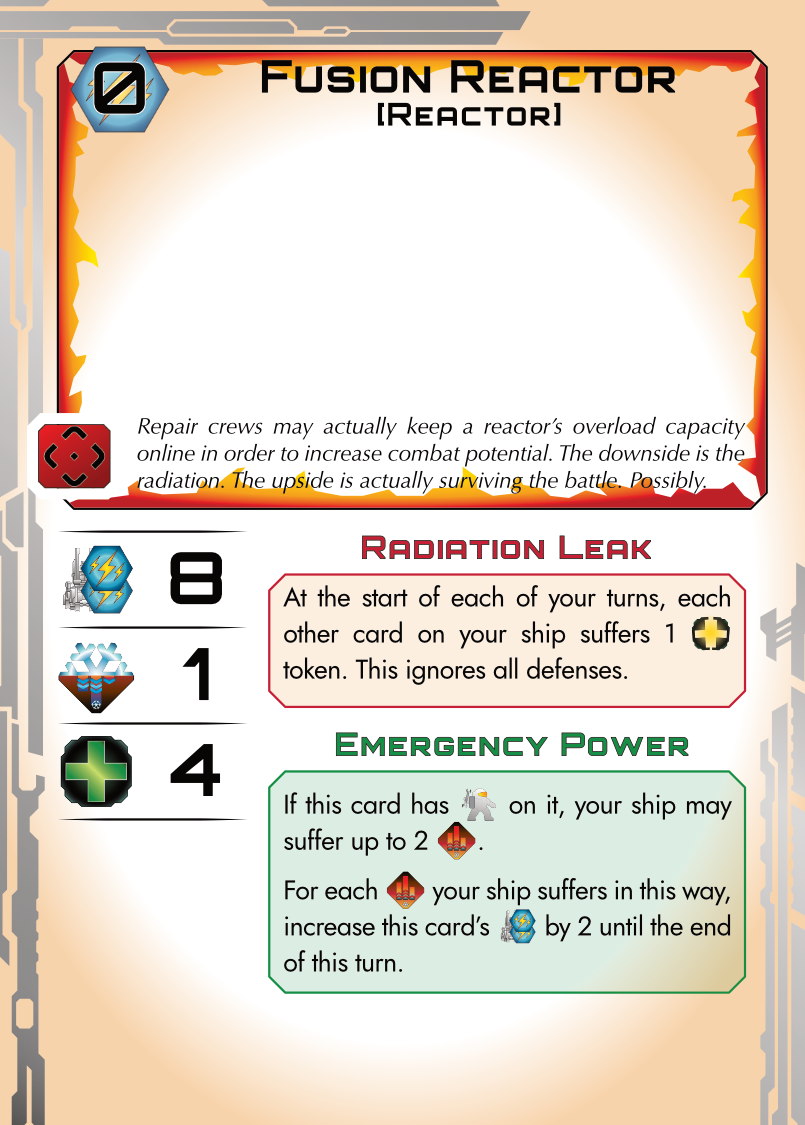 0
Fusion Reactor
[Reactor]
Repair crews may actually keep a reactor's overload capacity
online in order to increase combat potential. The downside is the
radiation. The upside is actually surviving the battle. Possibly.
8
1
4
Radiation Leak
At the start of each of your turns, each
other card on your ship suffers 1
token. This ignores all defenses.
Emergency Power
If this card has on it, your ship may
suffer up to 2 .
For each your ship suffers in this way,
increase this card's by 2 until the end
of this turn.